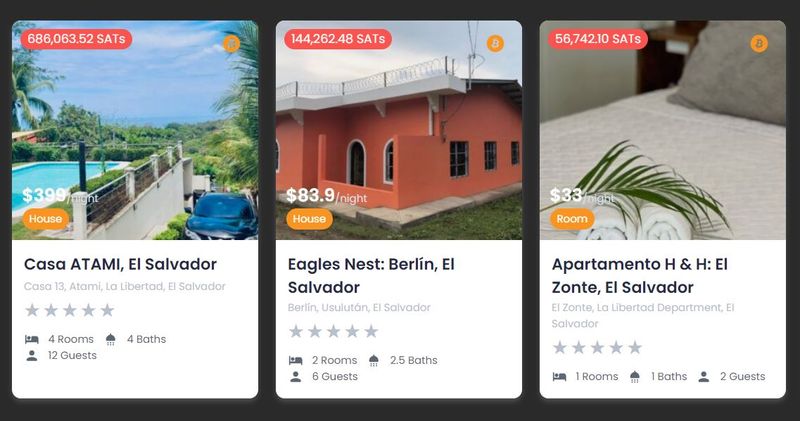 686,063.52 SATs
$399/night
House
Casa ATAMI, El Salvador
Casa 13, Atami, La Libertad, El Salvador
4 Rooms 4 Baths
12 Guests
144,262.48 SATs
$83.9/night
House
Eagles Nest: Berlín, El
Salvador
Berlín, Usulután, El Salvador
2 Rooms 2.5 Baths
6 Guests
56,742.10 SATs
$33/night
Room
Apartamento H & H: El
Zonte, El Salvador
El Zonte, La Libertad Department, El
Salvador
1 Rooms 1 Baths 2 Guests